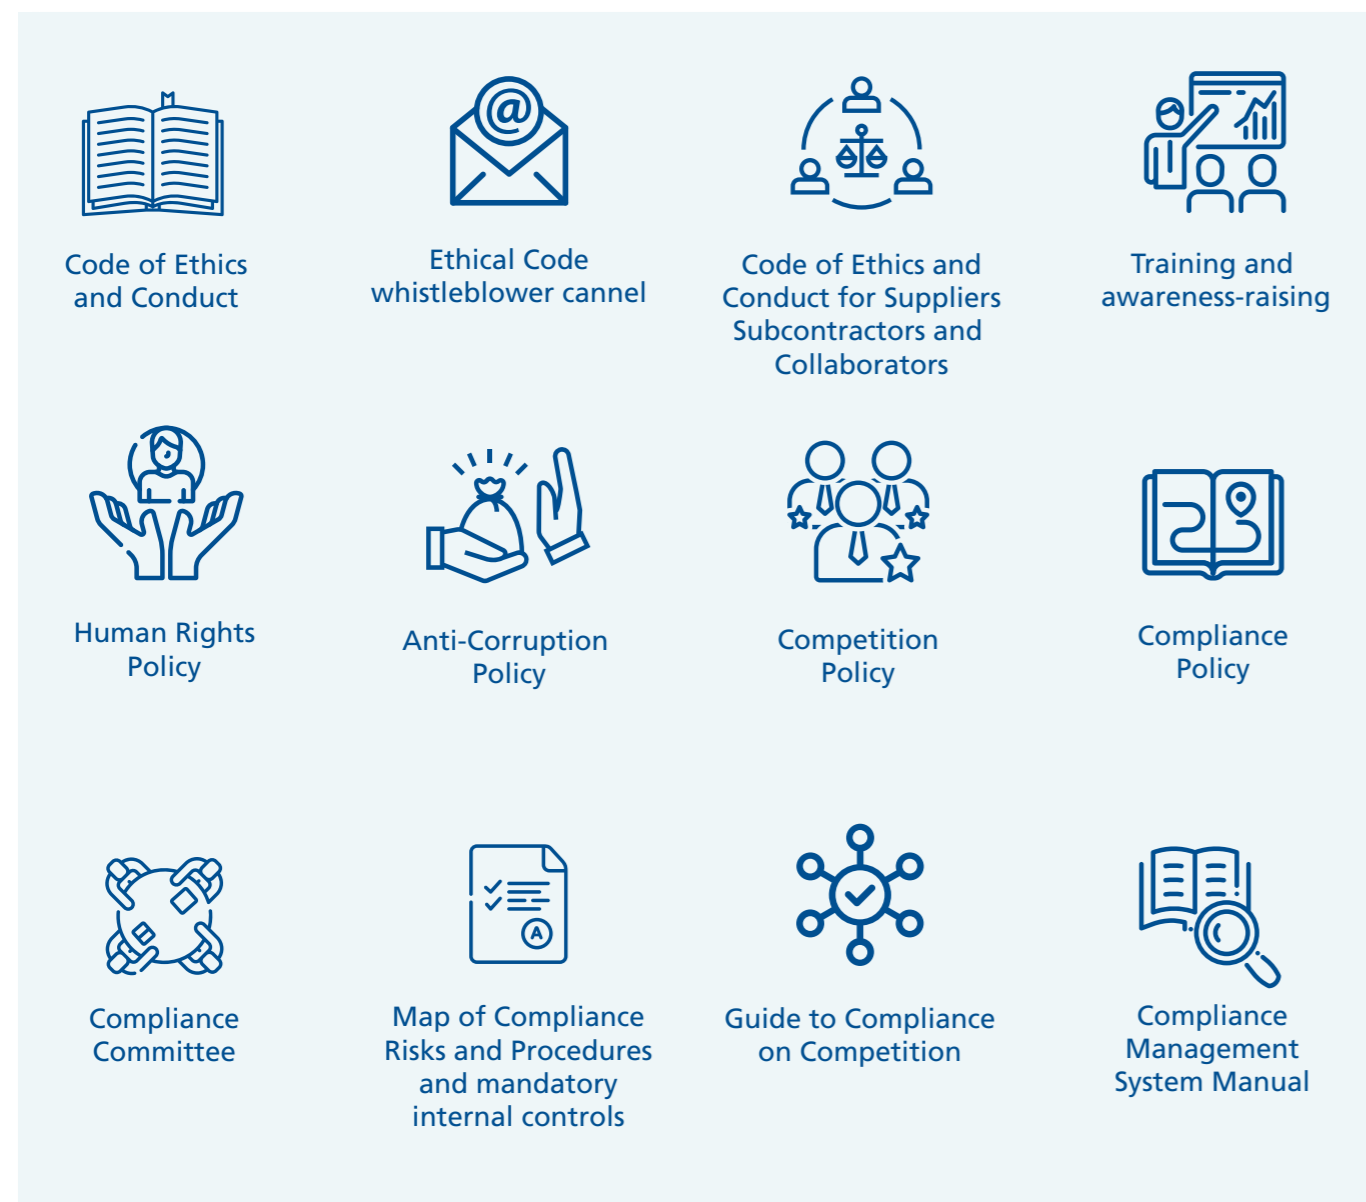 Code of Ethics
and Conduct
Ethical Code
whistleblower cannel
Code of Ethics and
Conduct for Suppliers
Subcontractors and
Collaborators
Training and
awareness-raising
Human Rights
Policy
Anti-Corruption
Policy
Competition
Policy
Compliance
Policy
Compliance
Committee
A
Map of Compliance
Risks and Procedures
and mandatory
internal controls
Guide to Compliance
on Competition
Compliance
Management
System Manual